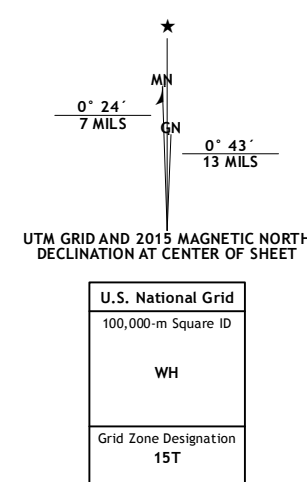 ★
MN
0° 24´
7 MILS
GN
0° 43´
13 MILS
UTM GRID AND 2015 MAGNETIC NORTH
DECLINATION AT CENTER OF SHEET
U.S. National Grid
100,000-m Square ID
WH
Grid Zone Designation
15T